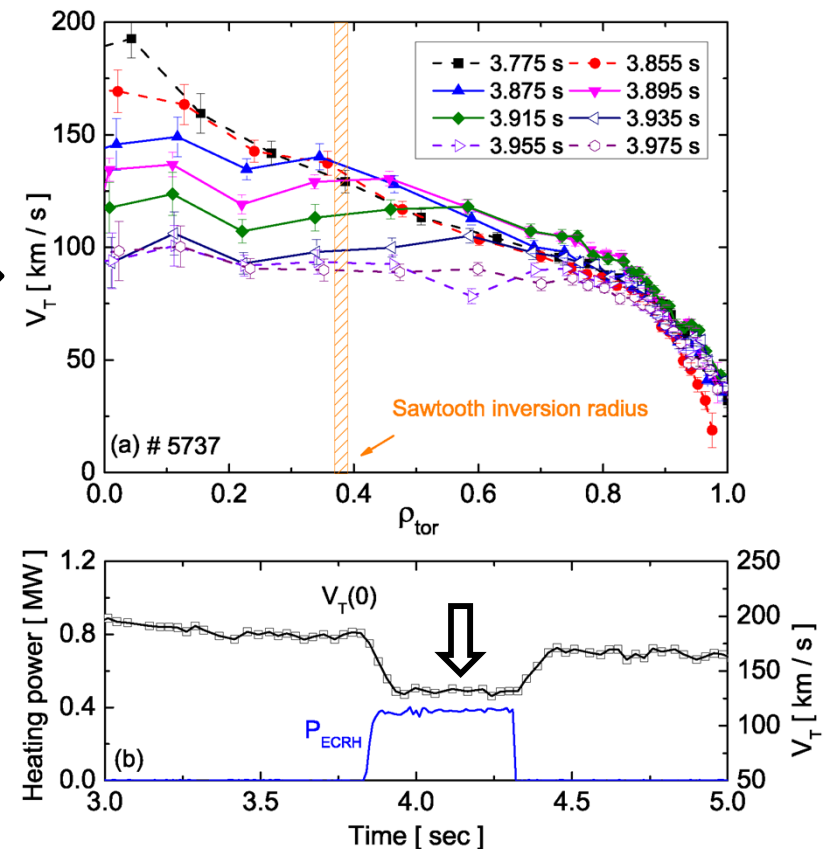 200
150
100
50
0
V_T [ km / s ]
3.775 s 3.855 s
3.875 s 3.895 s
3.915 s 3.935 s
3.955 s 3.975 s
Sawtooth inversion radius
(a) # 5737
0.0 0.2 0.4 0.6 0.8 1.0
ρ_tor
1.2
0.8
0.4
0.0
Heating power [ MW ]
V_T(0)
P_ECRH
(b)
250
200
150
100
50
V_T [ km / s ]
3.0 3.5 4.0 4.5 5.0
Time [ sec ]